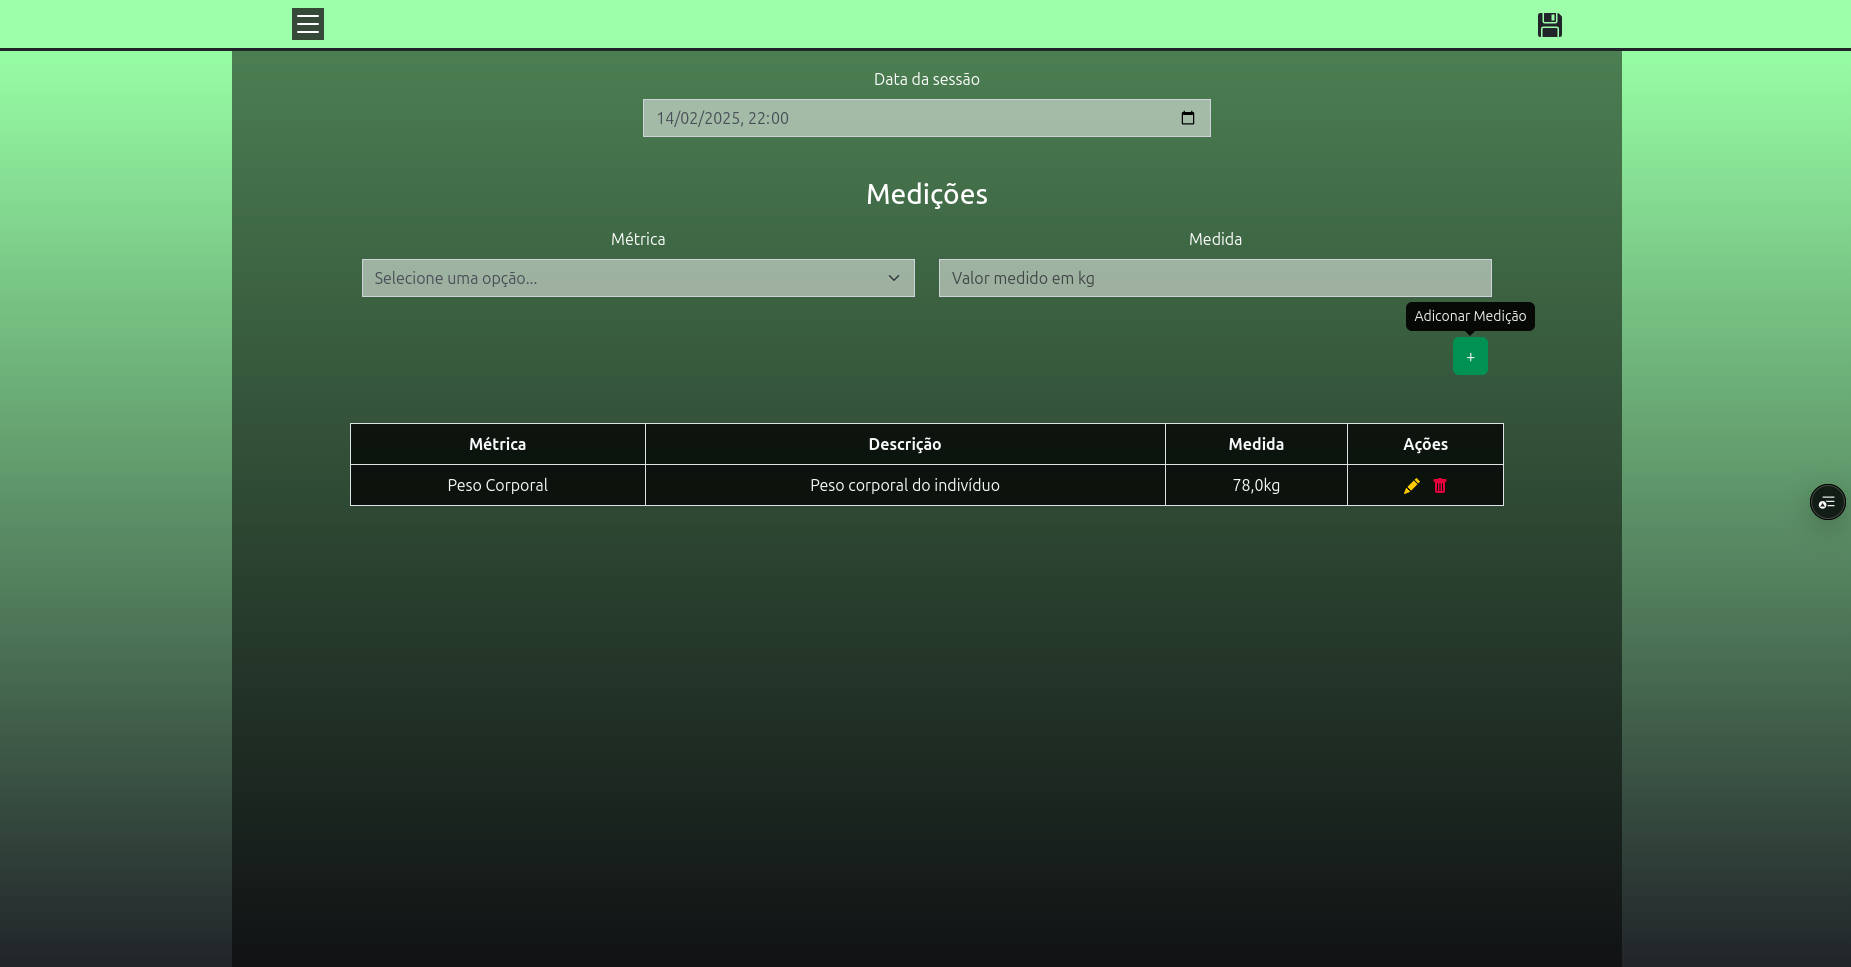 Data da sessão
14/02/2025, 22:00
Medições
Métrica Medida
Selecione uma opção... Valor medido em kg
Adiconar Medição
+
Métrica Descrição Medida Ações
Peso Corporal Peso corporal do indivíduo 78,0kg